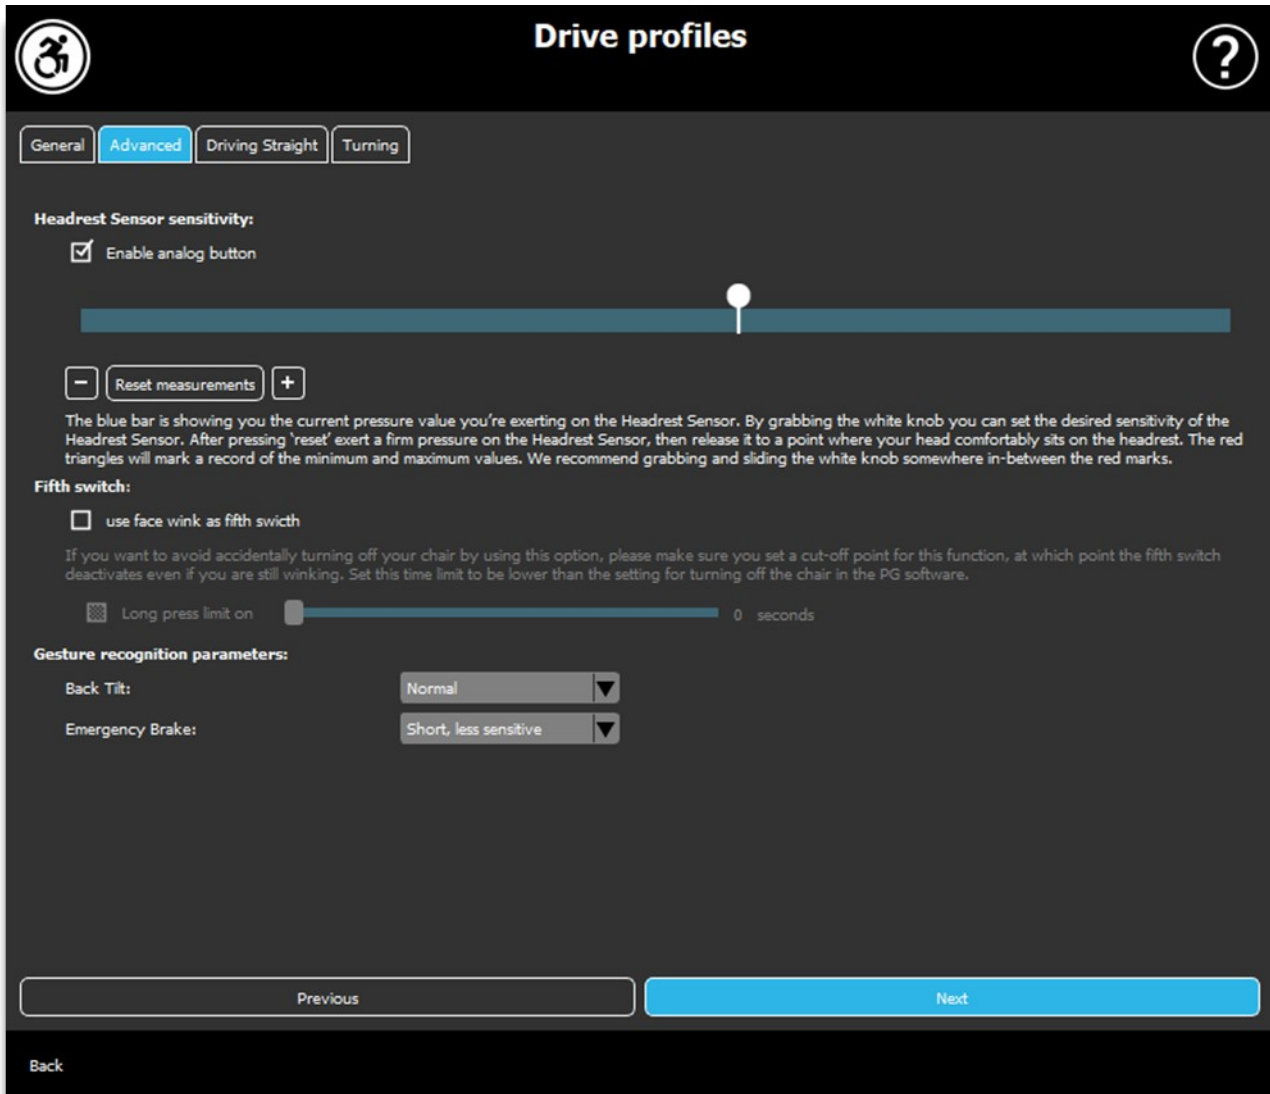 Drive profiles
?
General Advanced Driving Straight Turning
Headrest Sensor sensitivity:
Enable analog button
− Reset measurements +
The blue bar is showing you the current pressure value you're exerting on the Headrest Sensor. By grabbing the white knob you can set the desired sensitivity of the
Headrest Sensor. After pressing 'reset' exert a firm pressure on the Headrest Sensor, then release it to a point where your head comfortably sits on the headrest. The red
triangles will mark a record of the minimum and maximum values. We recommend grabbing and sliding the white knob somewhere in-between the red marks.
Fifth switch:
use face wink as fifth swicth
If you want to avoid accidentally turning off your chair by using this option, please make sure you set a cut-off point for this function, at which point the fifth switch
deactivates even if you are still winking. Set this time limit to be lower than the setting for turning off the chair in the PG software.
Long press limit on 0 seconds
Gesture recognition parameters:
Back Tilt: Normal
Emergency Brake: Short, less sensitive
Previous Next
Back